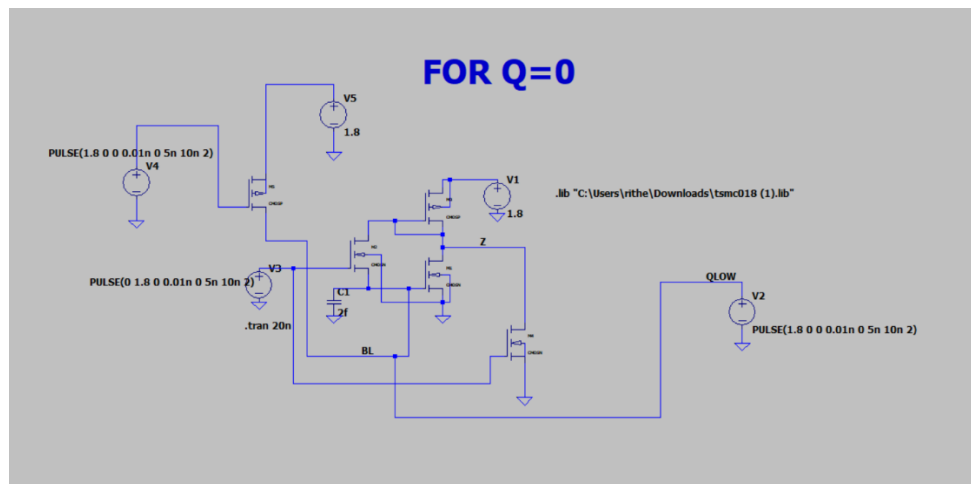 FOR Q=0
V5
1.8
PULSE(1.8 0 0 0.01n 0 5n 10n 2)
V4
V1
1.8
.lib "C:\Users\rithe\Downloads\tsmc018 (1).lib"
Z
V3
PULSE(0 1.8 0 0.01n 0 5n 10n 2)
C1
2f
.tran 20n
BL
QLOW
V2
PULSE(1.8 0 0 0.01n 0 5n 10n 2)